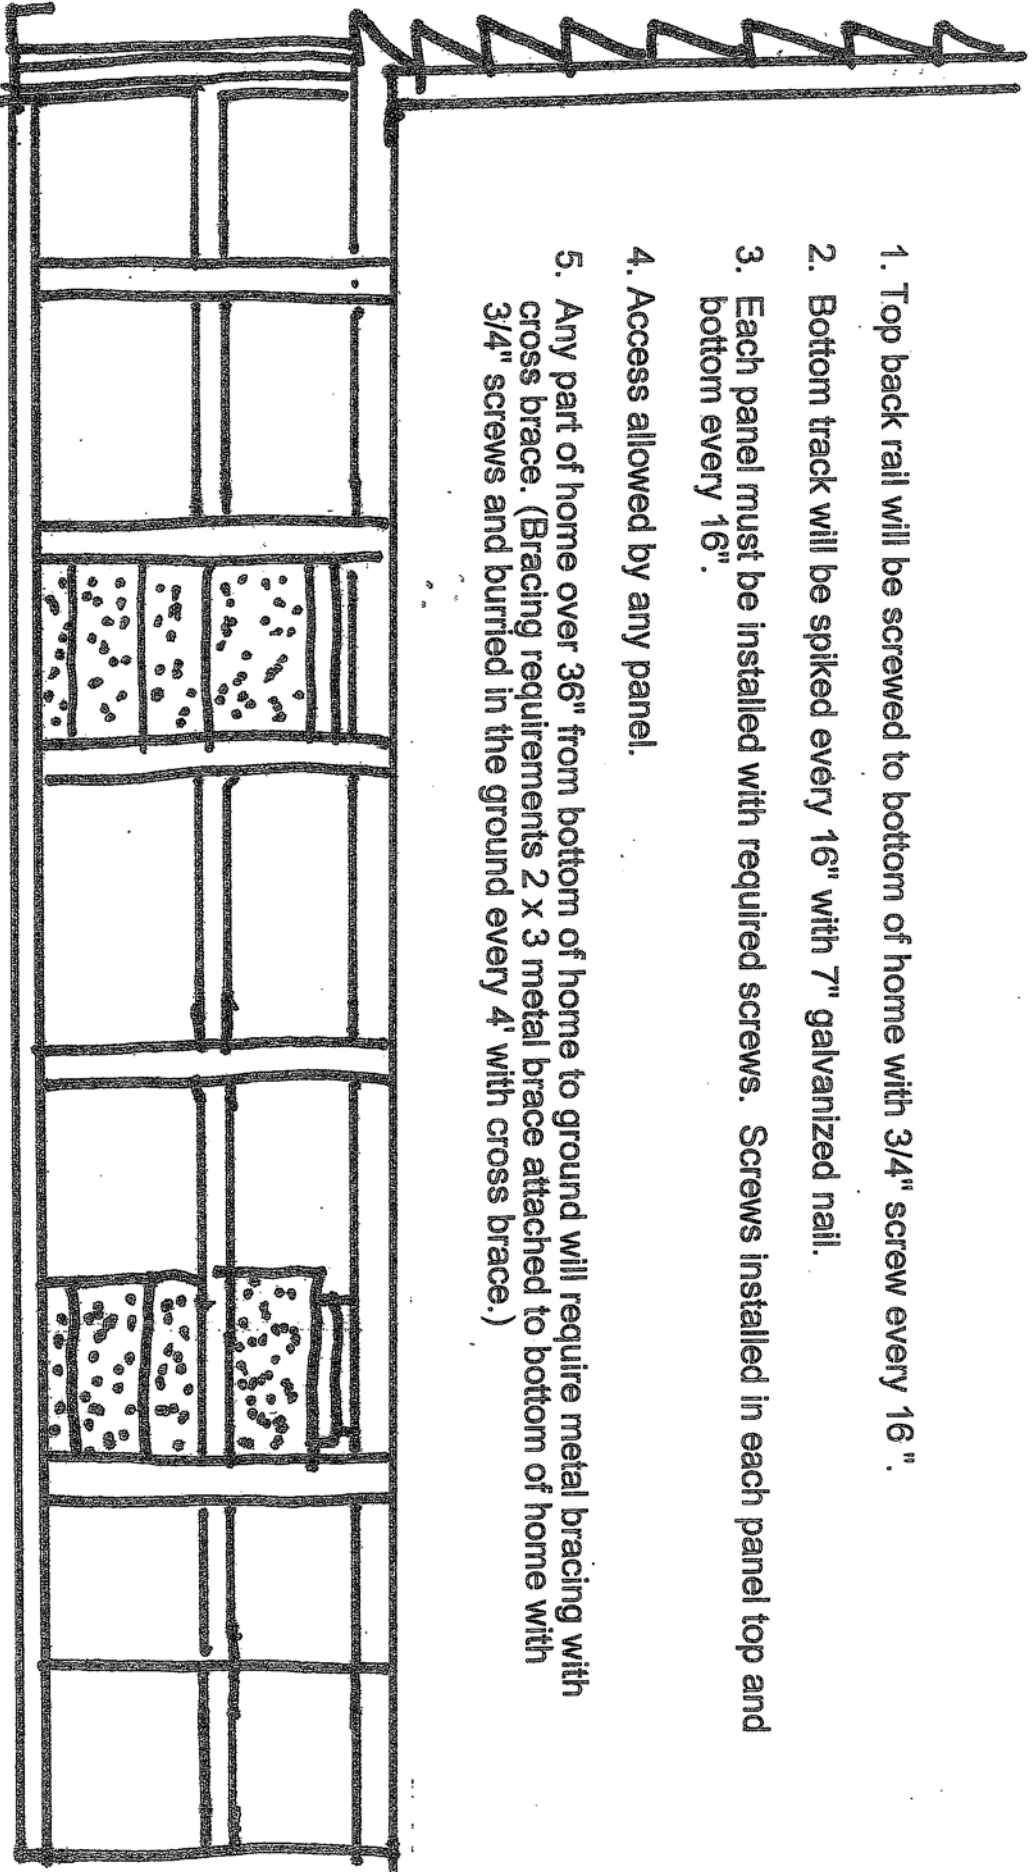 1. Top back rail will be screwed to bottom of home with 3/4" screw every 16 ".
2. Bottom track will be spiked every 16" with 7" galvanized nail.
3. Each panel must be installed with required screws. Screws installed in each panel top and
bottom every 16".
4. Access allowed by any panel.
5. Any part of home over 36" from bottom of home to ground will require metal bracing with
cross brace. (Bracing requirements 2 x 3 metal brace attached to bottom of home with
3/4" screws and burried in the ground every 4' with cross brace.)